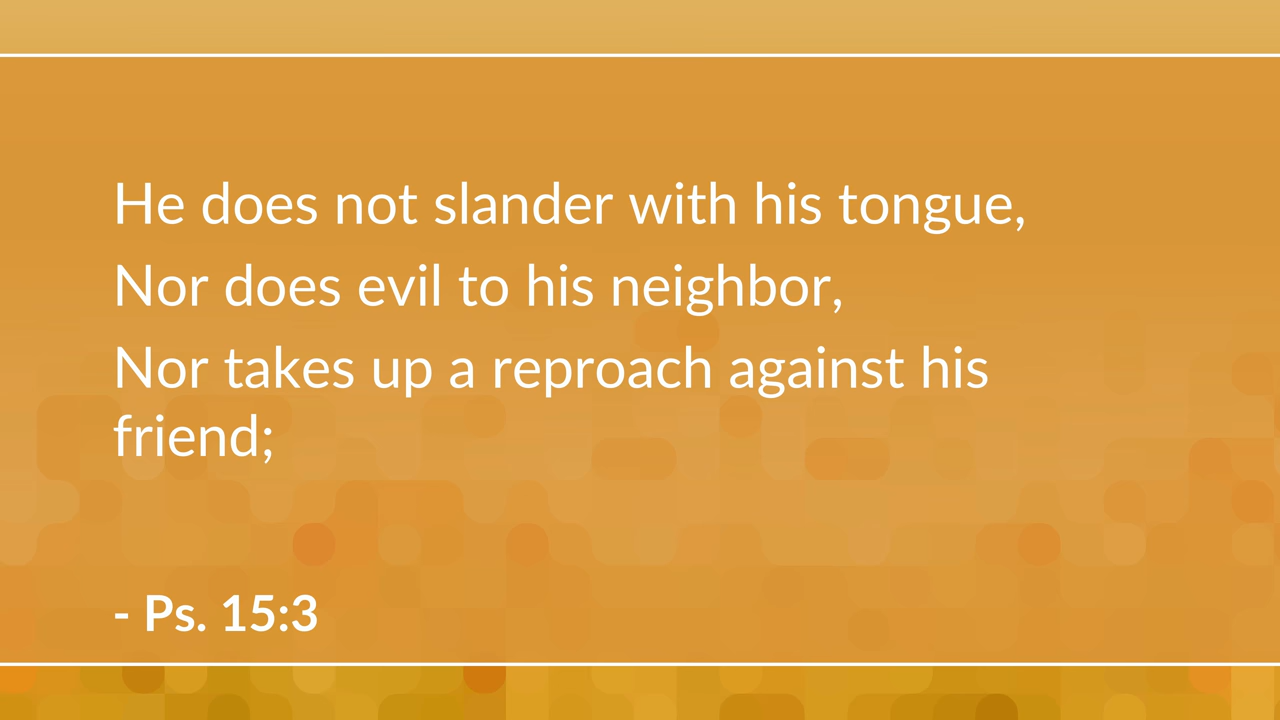 He does not slander with his tongue,
Nor does evil to his neighbor,
Nor takes up a reproach against his
friend;
- Ps. 15:3